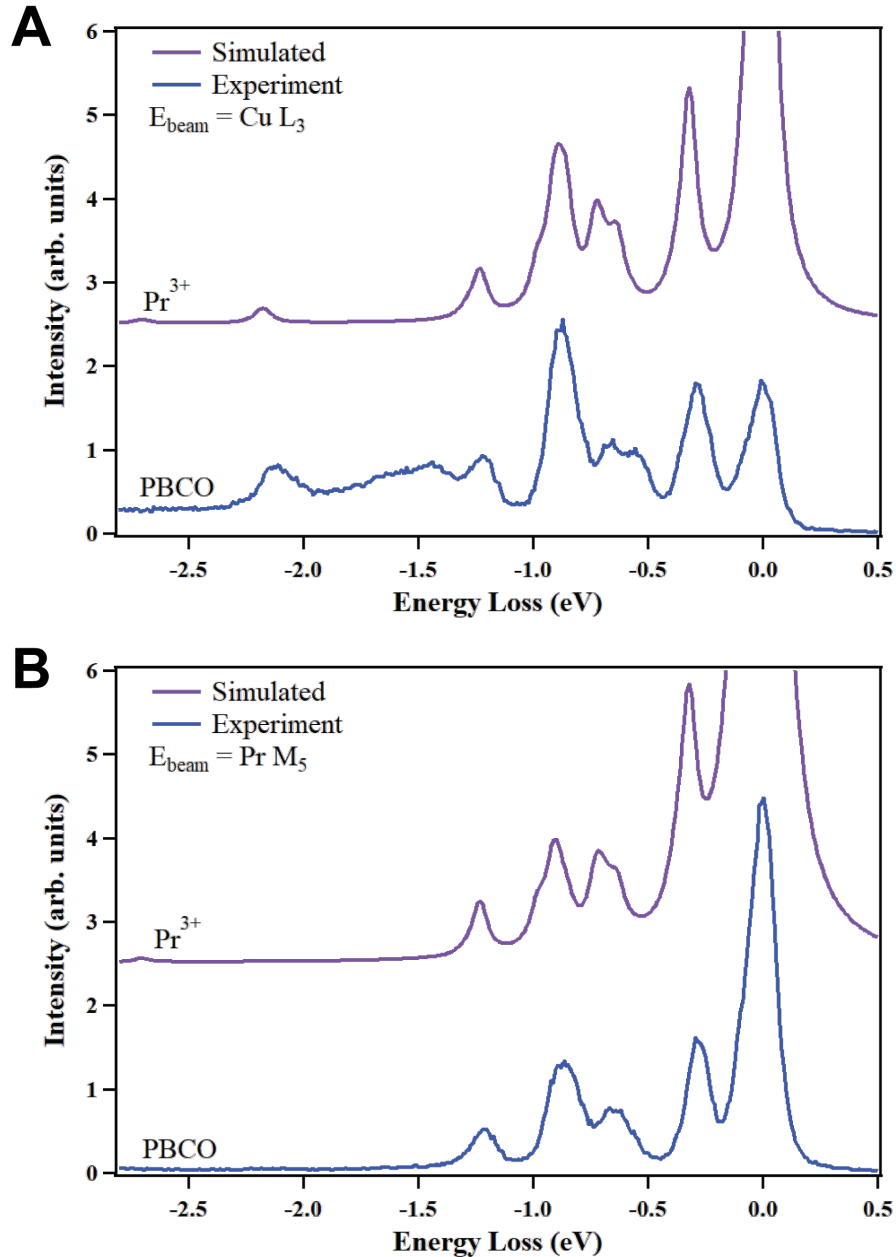 A
6
Simulated
Experiment
E_beam = Cu L_3
5
4
3
Pr^3+
2
1
PBCO
0
Intensity (arb. units)
-2.5 -2.0 -1.5 -1.0 -0.5 0.0 0.5
Energy Loss (eV)
B
6
Simulated
Experiment
E_beam = Pr M_5
5
4
3
Pr^3+
2
1
PBCO
0
Intensity (arb. units)
-2.5 -2.0 -1.5 -1.0 -0.5 0.0 0.5
Energy Loss (eV)